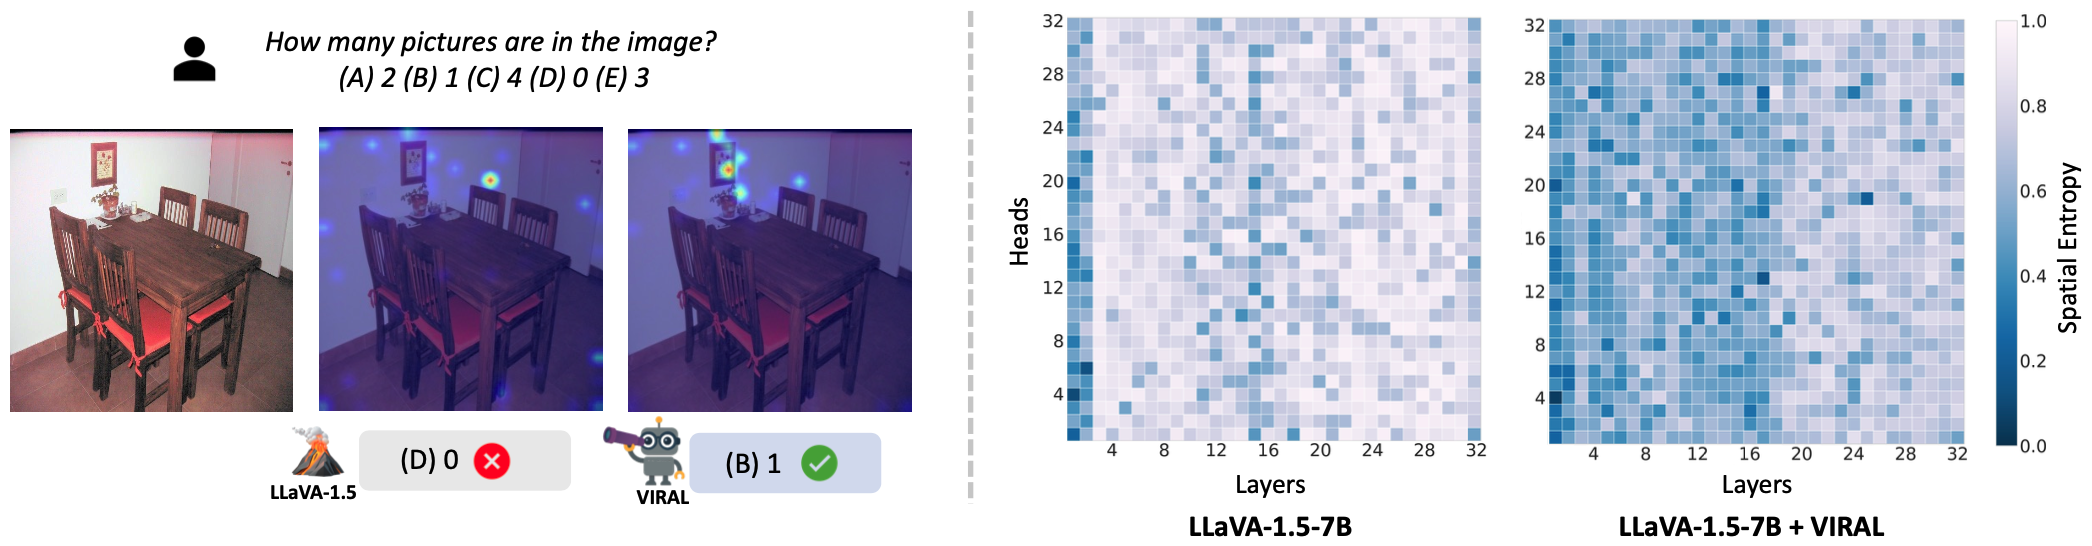 How many pictures are in the image?
(A) 2 (B) 1 (C) 4 (D) 0 (E) 3
(D) 0
LLaVA-1.5
(B) 1
VIRAL
Heads
32
28
24
20
16
12
8
4
4 8 12 16 20 24 28 32
Layers
LLaVA-1.5-7B
32
28
24
20
16
12
8
4
4 8 12 16 20 24 28 32
Layers
LLaVA-1.5-7B + VIRAL
1.0
0.8
0.6
0.4
0.2
0.0
Spatial Entropy